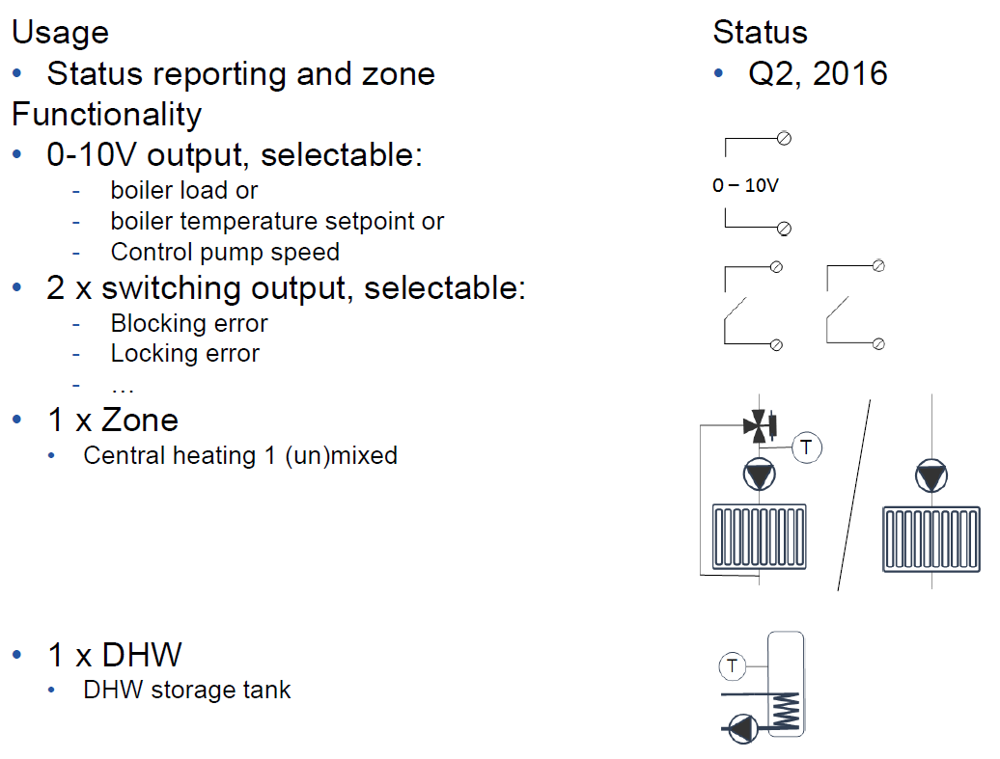 Usage
• Status reporting and zone
Functionality
• 0-10V output, selectable:
- boiler load or
- boiler temperature setpoint or
- Control pump speed
• 2 x switching output, selectable:
- Blocking error
- Locking error
- …
• 1 x Zone
• Central heating 1 (un)mixed
• 1 x DHW
• DHW storage tank
Status
• Q2, 2016
0 – 10V
T
T